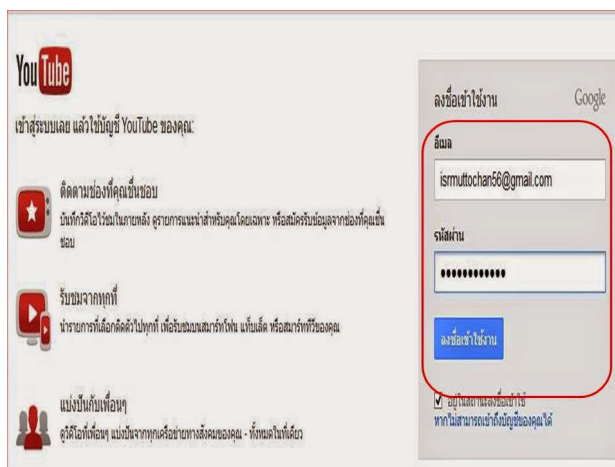 YouTube
เข้าสู่ระบบเลย แล้วใช้บัญชี YouTube ของคุณ:
ติดตามช่องที่คุณชื่นชอบ
บันทึกวิดีโอไว้ชมในภายหลัง ดูรายการแนะนำสำหรับคุณโดยเฉพาะ หรือสมัครรับข้อมูลจากช่องที่คุณชื่น
ชอบ
รับชมจากทุกที่
นำรายการที่เลือกติดตัวไปทุกที่ เพื่อรับชมบนสมาร์ทโฟน แท็บเล็ต หรือสมาร์ททีวีของคุณ
แบ่งปันกับเพื่อนๆ
ดูวิดีโอที่เพื่อนๆ แบ่งปันจากทุกเครือข่ายทางสังคมของคุณ - ทั้งหมดในที่เดียว
ลงชื่อเข้าใช้งาน Google
อีเมล
isrmuttochan56@gmail.com
รหัสผ่าน
••••••••••••
ลงชื่อเข้าใช้งาน
อยู่ในสถานะลงชื่อเข้าใช้
หากไม่สามารถเข้าถึงบัญชีของคุณได้